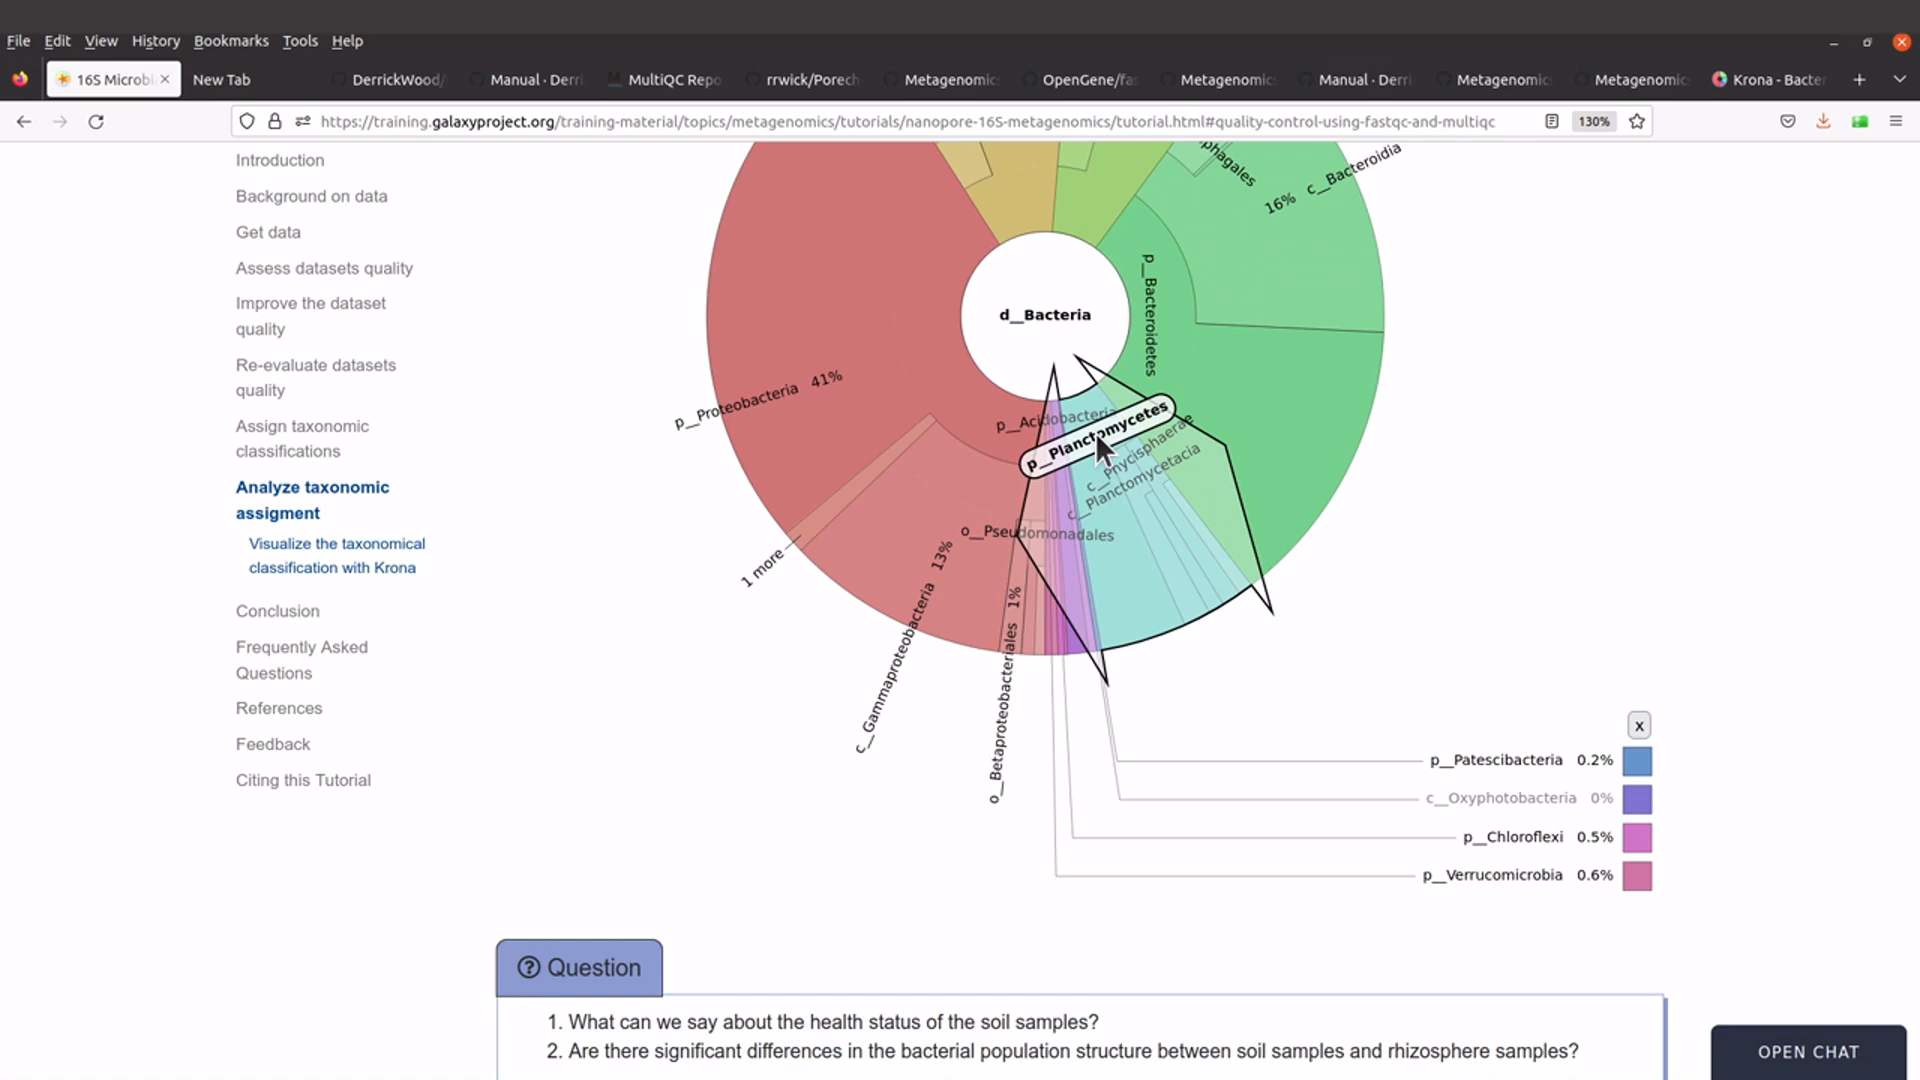 File Edit View History Bookmarks Tools Help
16S Microbi
New Tab
DerrickWood/
Manual · Derri
MultiQC Repo
rrwick/Porech
Metagenomic
OpenGene/fas
Metagenomic
Manual · Derri
Metagenomic
Metagenomic
Krona - Bacter
https://training.galaxyproject.org/training-material/topics/metagenomics/tutorials/nanopore-16S-metagenomics/tutorial.html#quality-control-using-fastqc-and-multiqc
130%
Introduction
Background on data
Get data
Assess datasets quality
Improve the dataset
quality
Re-evaluate datasets
quality
Assign taxonomic
classifications
Analyze taxonomic
assigment
Visualize the taxonomical
classification with Krona
Conclusion
Frequently Asked
Questions
References
Feedback
Citing this Tutorial
phagales
16% c__Bacteroidia
p__Bacteroidetes
d__Bacteria
p__Proteobacteria 41%
p__Acidobacteria
p__Planctomycetes
c__Phycisphaerae
c__Planctomycetacia
o__Pseudomonadales
1 more
c__Gammaproteobacteria 13%
o__Betaproteobacteriales 1%
x
p__Patescibacteria 0.2%
c__Oxyphotobacteria 0%
p__Chloroflexi 0.5%
p__Verrucomicrobia 0.6%
Question
1. What can we say about the health status of the soil samples?
2. Are there significant differences in the bacterial population structure between soil samples and rhizosphere samples?
OPEN CHAT